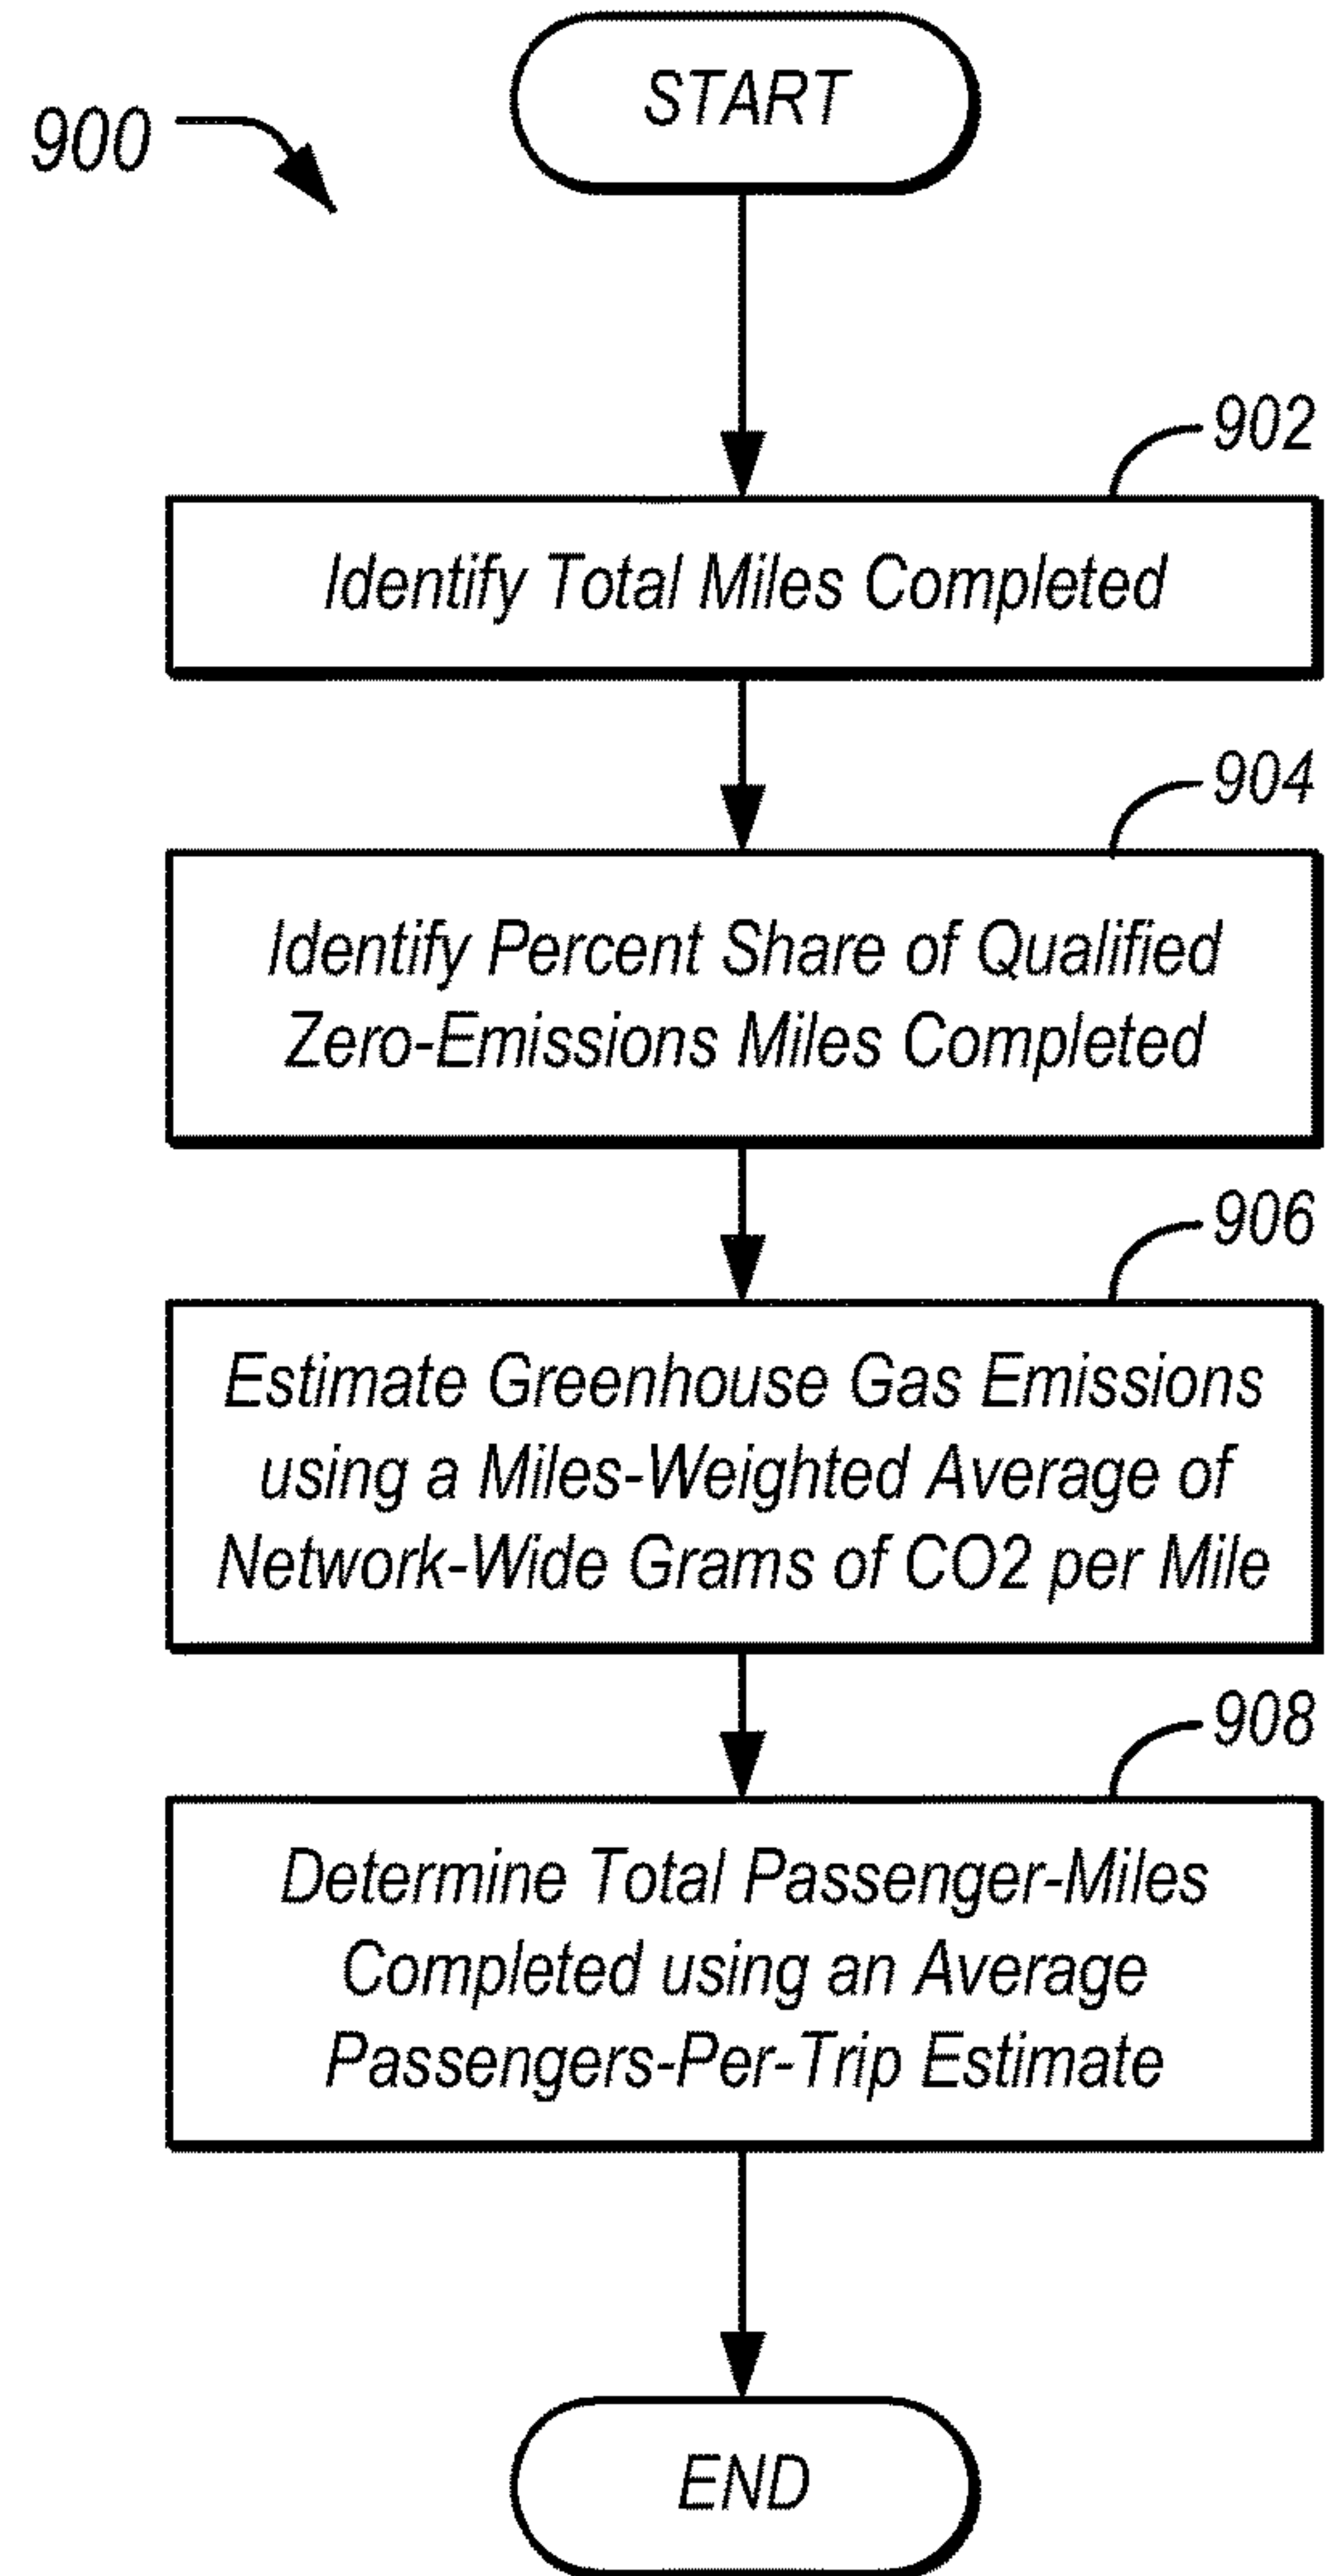 START
900
902
Identify Total Miles Completed
904
Identify Percent Share of Qualified
Zero-Emissions Miles Completed
906
Estimate Greenhouse Gas Emissions
using a Miles-Weighted Average of
Network-Wide Grams of CO2 per Mile
908
Determine Total Passenger-Miles
Completed using an Average
Passengers-Per-Trip Estimate
END